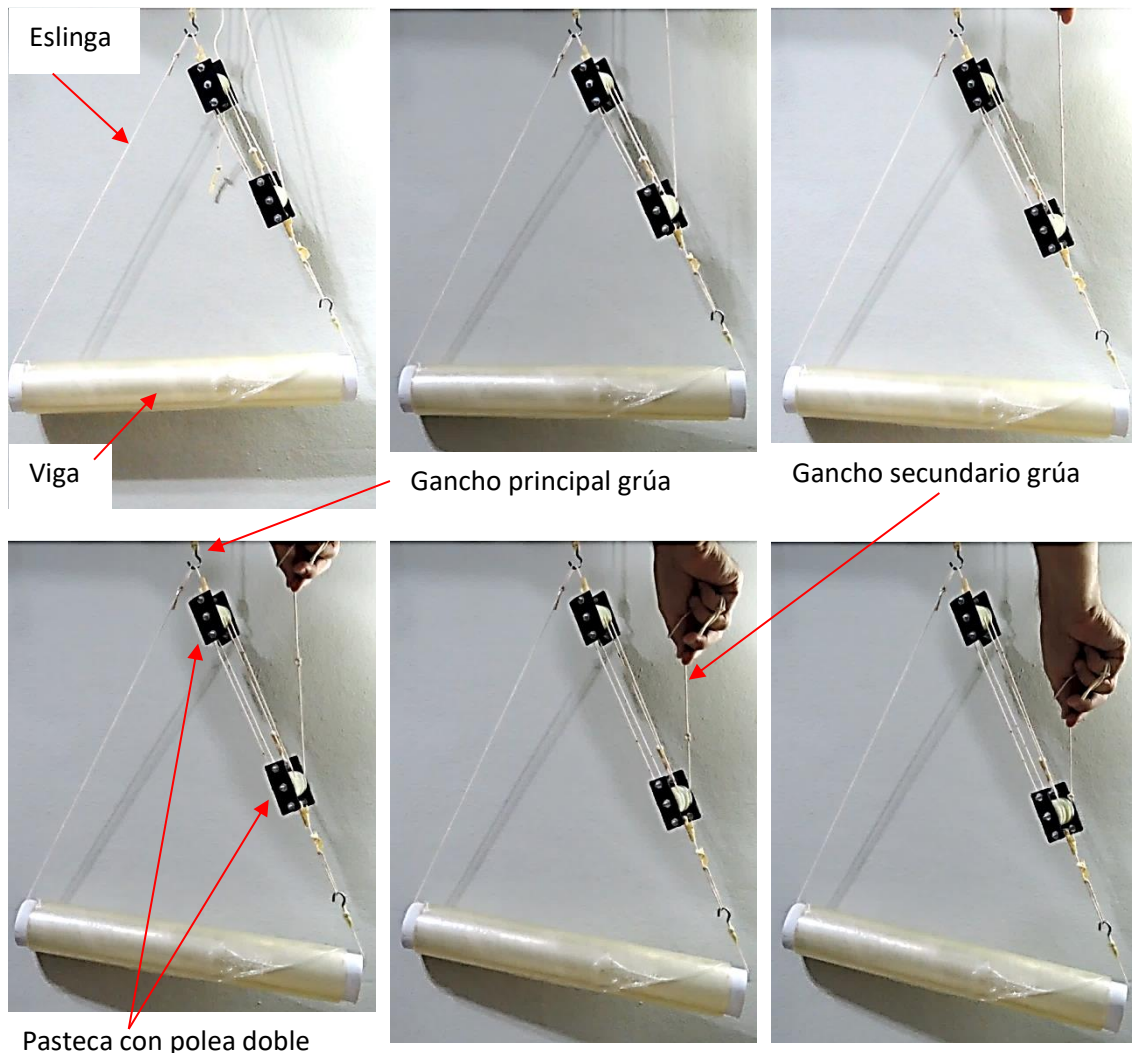 Eslinga
Viga
Gancho principal grúa
Gancho secundario grúa
Pasteca con polea doble